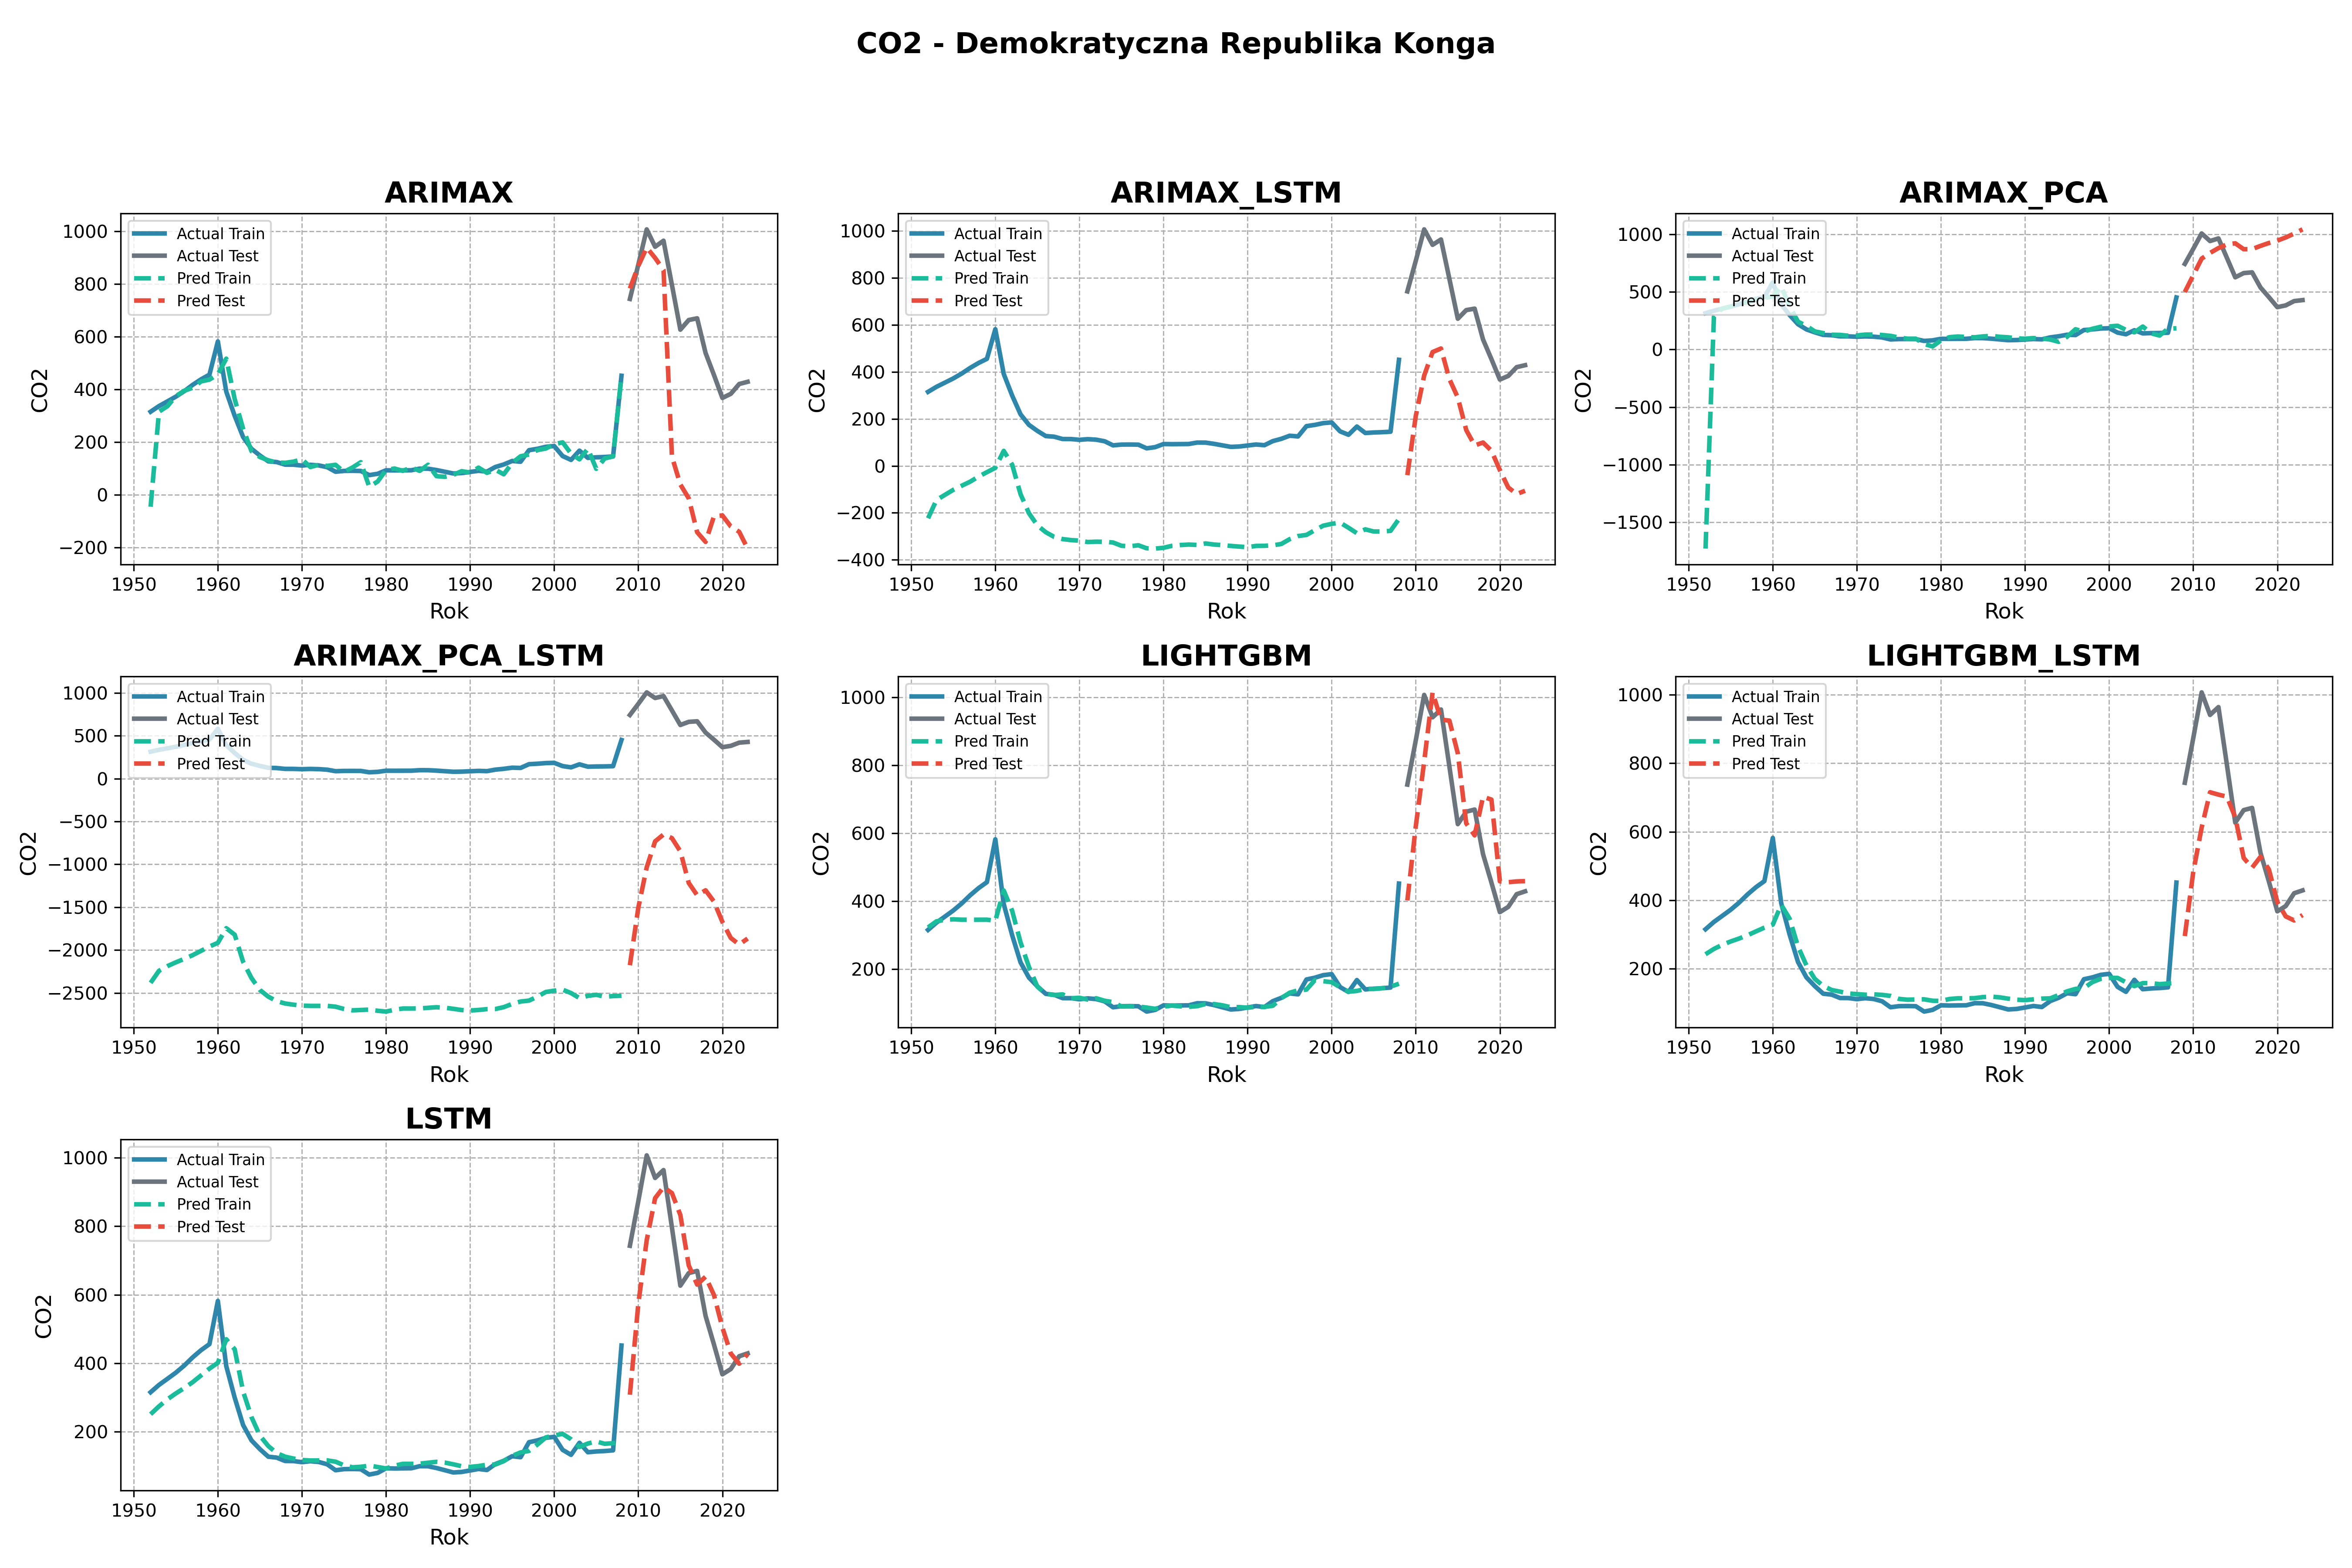 CO2 - Demokratyczna Republika Konga
ARIMAX
1000
800
600
400
200
0
−200
CO2
Actual Train
Actual Test
Pred Train
Pred Test
1950 1960 1970 1980 1990 2000 2010 2020
Rok
ARIMAX_LSTM
1000
800
600
400
200
0
−200
−400
CO2
Actual Train
Actual Test
Pred Train
Pred Test
1950 1960 1970 1980 1990 2000 2010 2020
Rok
ARIMAX_PCA
1000
500
0
−500
−1000
−1500
CO2
Actual Train
Actual Test
Pred Train
Pred Test
1950 1960 1970 1980 1990 2000 2010 2020
Rok
ARIMAX_PCA_LSTM
1000
500
0
−500
−1000
−1500
−2000
−2500
CO2
Actual Train
Actual Test
Pred Train
Pred Test
1950 1960 1970 1980 1990 2000 2010 2020
Rok
LIGHTGBM
1000
800
600
400
200
CO2
Actual Train
Actual Test
Pred Train
Pred Test
1950 1960 1970 1980 1990 2000 2010 2020
Rok
LIGHTGBM_LSTM
1000
800
600
400
200
CO2
Actual Train
Actual Test
Pred Train
Pred Test
1950 1960 1970 1980 1990 2000 2010 2020
Rok
LSTM
1000
800
600
400
200
CO2
Actual Train
Actual Test
Pred Train
Pred Test
1950 1960 1970 1980 1990 2000 2010 2020
Rok